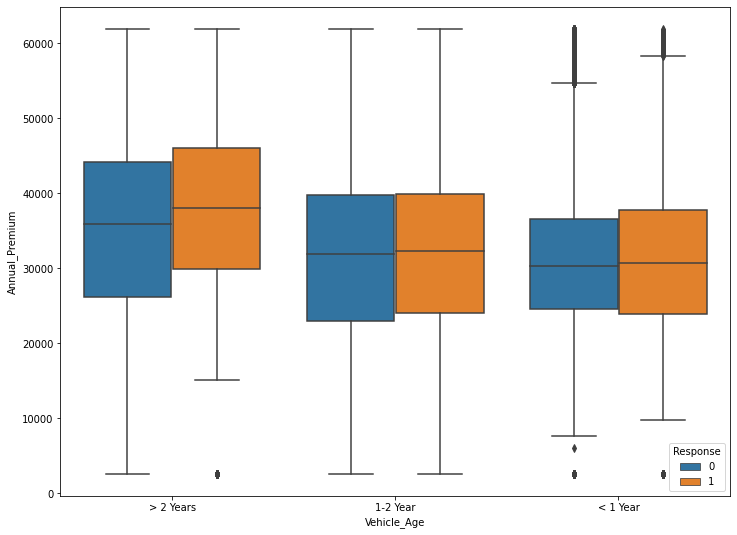 60000
50000
40000
30000
20000
10000
0
Annual_Premium
> 2 Years
1-2 Year
< 1 Year
Vehicle_Age
Response
0
1